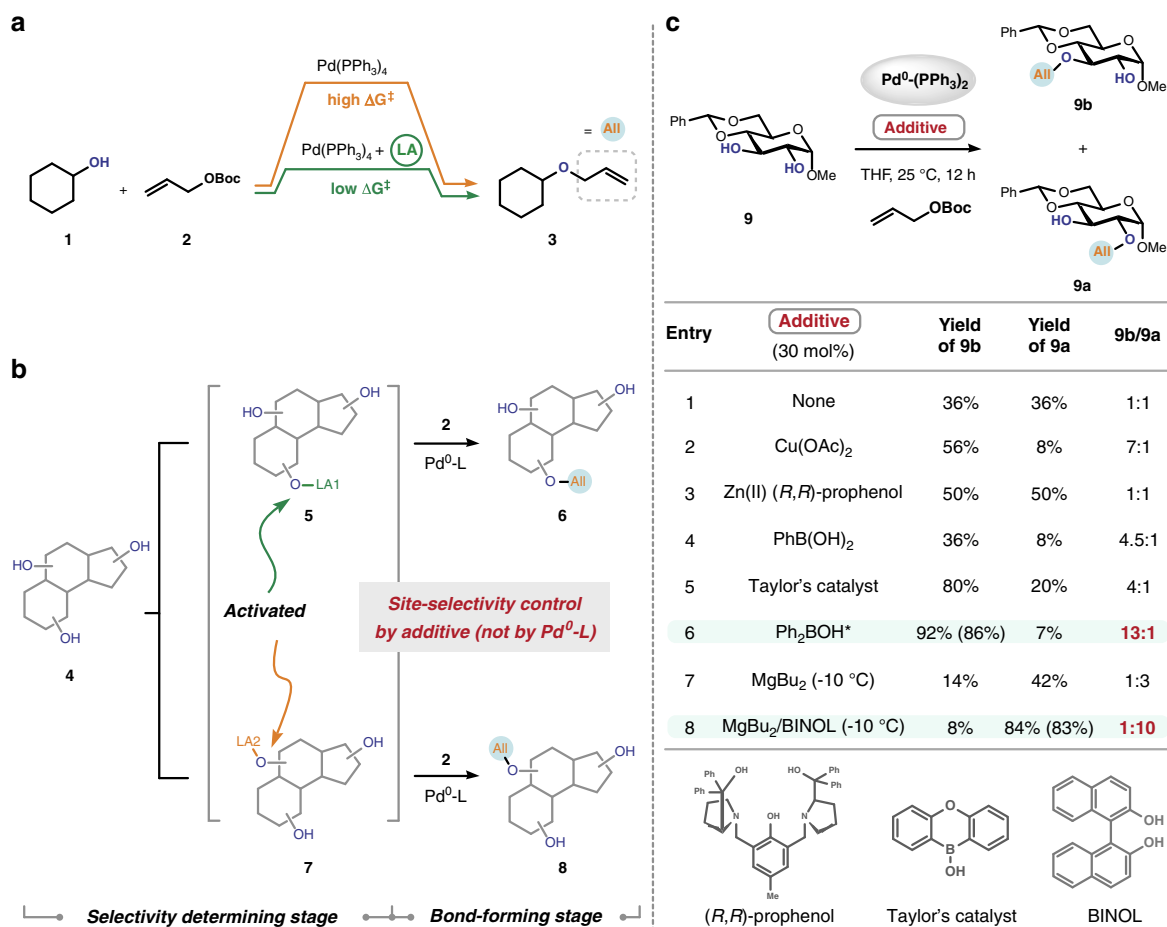 a
Pd(PPh3)4
high ΔG‡
Pd(PPh3)4 + LA
low ΔG‡
OH
+
OBoc
O
= All
1
2
3
b
HO
OH
OH
4
HO
OH
O–LA1
5
Activated
LA2
O
OH
OH
7
2
Pd0-L
HO
OH
O
All
6
Site-selectivity control
by additive (not by Pd0-L)
2
Pd0-L
All
O
OH
OH
8
Selectivity determining stage
Bond-forming stage
c
Ph
O
O
O
HO
HO
OMe
9
Pd0-(PPh3)2
Additive
THF, 25 °C, 12 h
OBoc
Ph
O
O
O
O
All
HO
OMe
9b
+
Ph
O
O
O
HO
O
All
OMe
9a
Entry
Additive
(30 mol%)
Yield
of 9b
Yield
of 9a
9b/9a
1 None 36% 36% 1:1
2 Cu(OAc)2 56% 8% 7:1
3 Zn(II) (R,R)-prophenol 50% 50% 1:1
4 PhB(OH)2 36% 8% 4.5:1
5 Taylor's catalyst 80% 20% 4:1
6 Ph2BOH* 92% (86%) 7% 13:1
7 MgBu2 (-10 °C) 14% 42% 1:3
8 MgBu2/BINOL (-10 °C) 8% 84% (83%) 1:10
Ph
OH
Ph
HO
Ph
Ph
N
OH
N
Me
(R,R)-prophenol
O
B
OH
Taylor's catalyst
OH
OH
BINOL